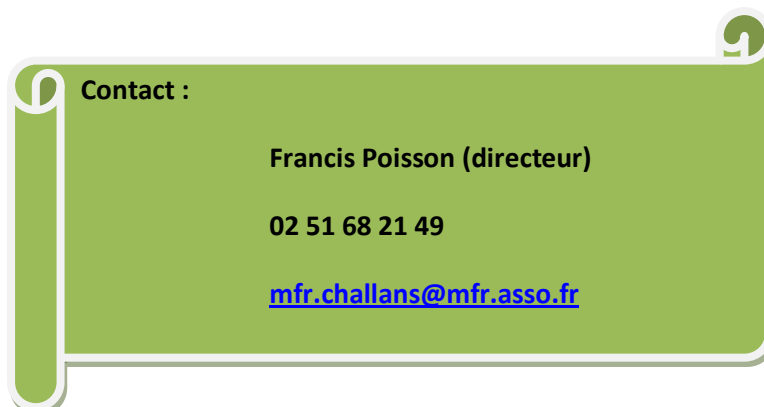 Contact :
Francis Poisson (directeur)
02 51 68 21 49
mfr.challans@mfr.asso.fr